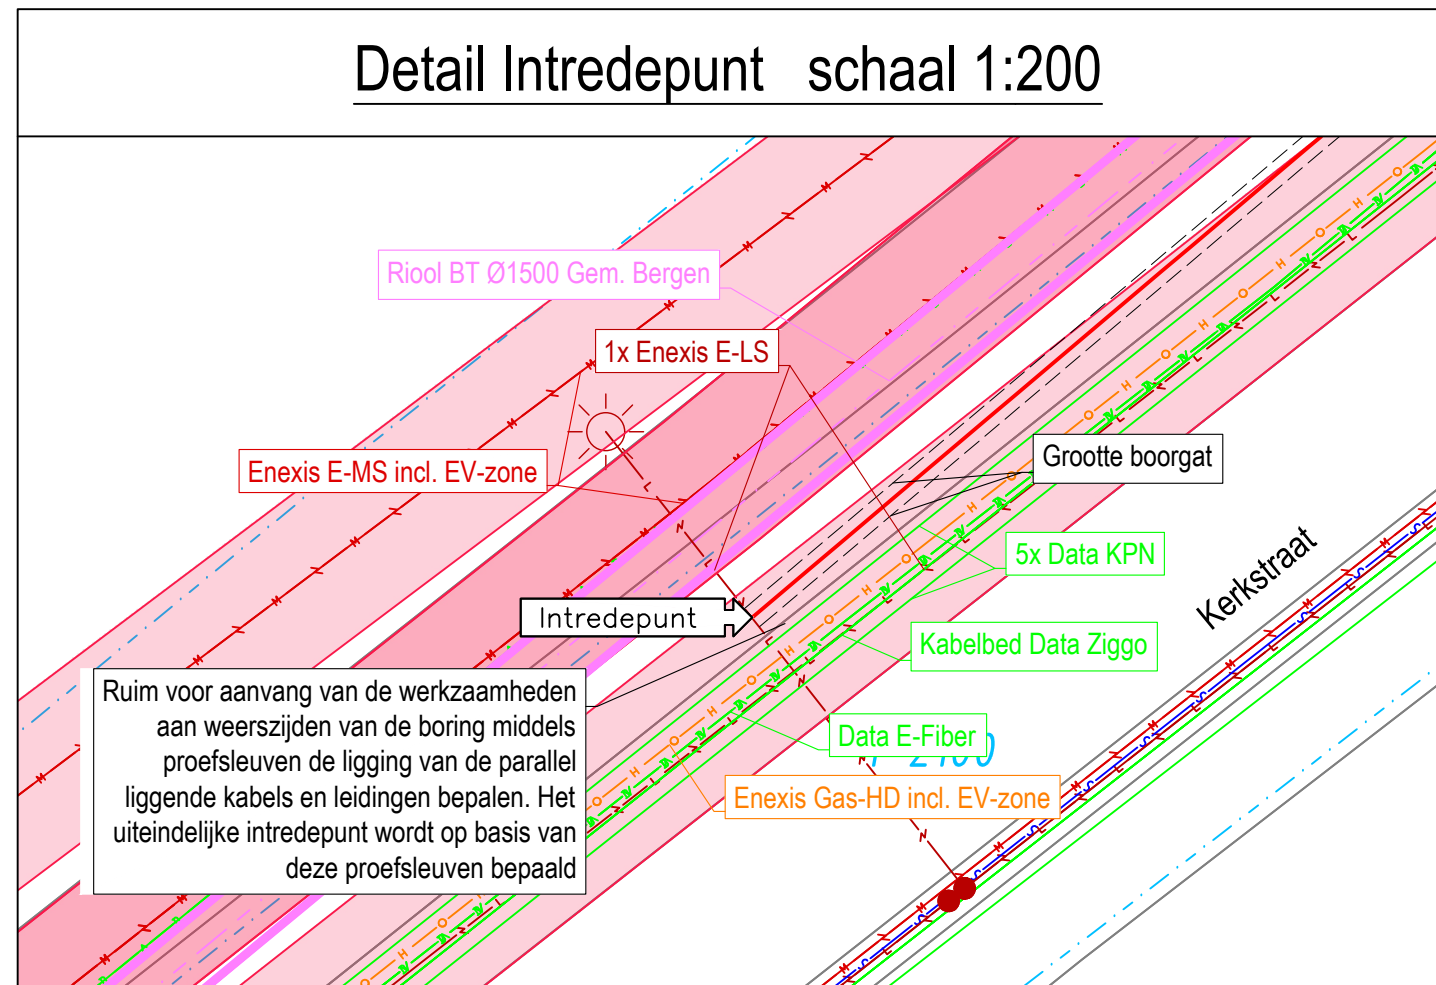 Detail Intredepunt schaal 1:200
Riool BT Ø1500 Gem. Bergen
1x Enexis E-LS
Enexis E-MS incl. EV-zone
Grootte boorgat
5x Data KPN
Kerkstraat
Intredepunt
Kabelbed Data Ziggo
Ruim voor aanvang van de werkzaamheden
aan weerszijden van de boring middels
proefsleuven de ligging van de parallel
liggende kabels en leidingen bepalen. Het
uiteindelijke intredepunt wordt op basis van
deze proefsleuven bepaald
Data E-Fiber
Enexis Gas-HD incl. EV-zone